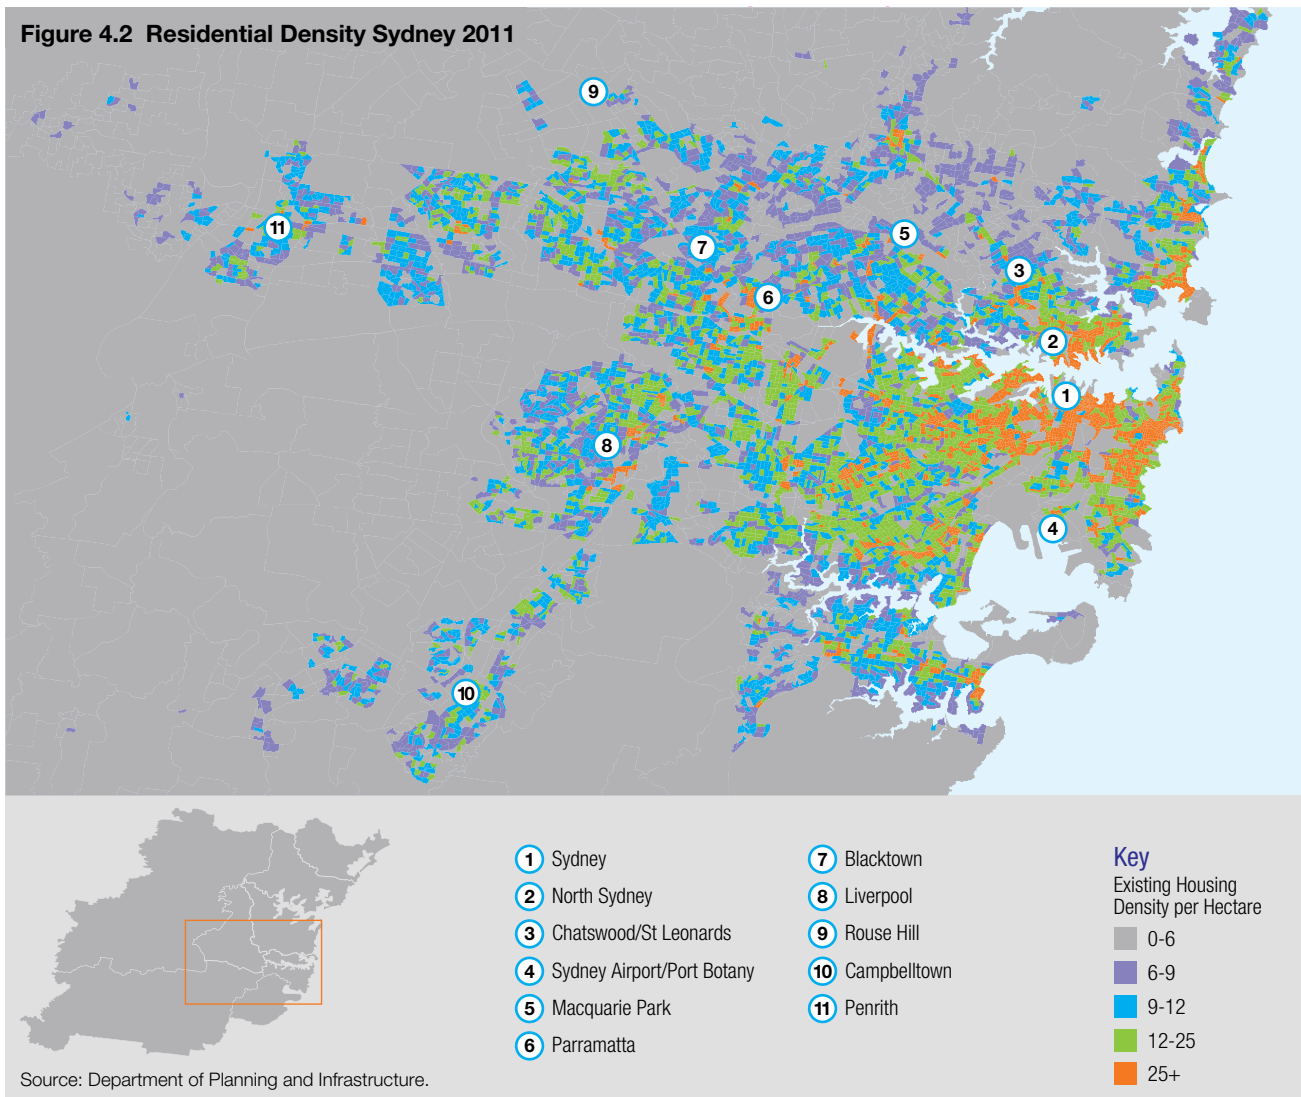 Figure 4.2 Residential Density Sydney 2011
9
11
5
7
3
6
2
1
8
4
10
1 Sydney
2 North Sydney
3 Chatswood/St Leonards
4 Sydney Airport/Port Botany
5 Macquarie Park
6 Parramatta
7 Blacktown
8 Liverpool
9 Rouse Hill
10 Campbelltown
11 Penrith
Key
Existing Housing
Density per Hectare
0-6
6-9
9-12
12-25
25+
Source: Department of Planning and Infrastructure.